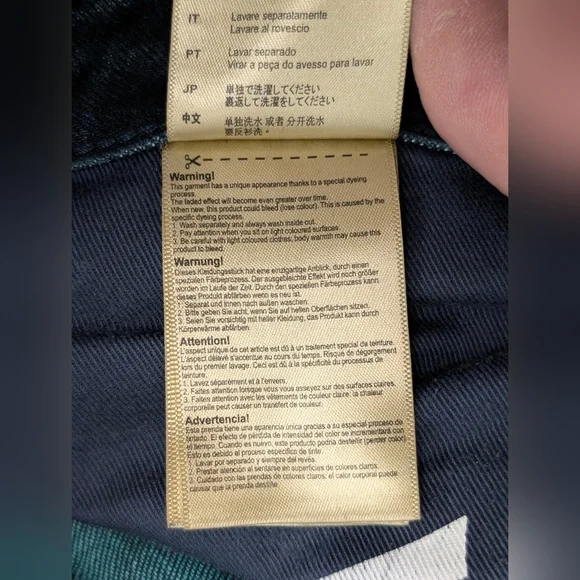 IT Lavare separatamente
Lavare al rovescio
PT Lavar separado
Virar a peça do avesso para lavar
JP 単独で洗濯してください
裏返して洗濯をしてください
中文 单独洗水 或者 分开洗水
要反衫洗。
Warning!
This garment has a unique appearance thanks to a special dyeing
process.
The faded effect will become even greater over time.
When new, this product could bleed (lose colour). This is caused by the
specific dyeing process.
1. Wash separately and always wash inside out.
2. Pay attention when you sit on light coloured surfaces.
3. Be careful with light coloured clothes; body warmth may cause this
product to bleed.
Warnung!
Dieses Kleidungsstück hat eine einzigartige Anblick, durch einen
spezialen Färbeprozess. Der ausgebleichte Effekt wird noch größer
worden im Laufe der Zeit. Durch den speziallen Färbeprozess kann
dieses Produkt abfärben wenn es neu ist.
1. Separat und innen nach außen waschen.
2. Bitte geben Sie acht, wenn Sie auf hellen Oberflächen sitzen.
3. Seien Sie vorsichtig mit heller Kleidung, das Produkt kann durch
Körperwärme abfärben.
Attention!
L'aspect unique de cet article est dû à un traitement special de teinture.
L'aspect délavé s'accentue au cours du temps. Risque de dégorgement
lors du premier lavage. Ceci est dû à la spécificité du processus de
teinture.
1. Lavez séparément et à l'envers.
2. Faites attention lorsque vous vous asseyez sur des surfaces claires.
3. Faites attention avec les vêtements de couleur claire: la chaleur
corporelle peut causer un transfert de couleur.
Advertencia!
Esta prenda tiene una apariencia única gracias a su especial proceso de
tintado. El efecto de pérdida de intensidad del color se incrementará con
el tiempo. Cuando es nuevo, este producto podría desteñir (perder color)
Esto es debido al proceso especifico de tinte
1. Lavar por separado y siempre del revés.
2. Prestar atención al sentarse en superficies de colores claros.
3. Cuidado con las prendas de colores claros. el calor corporal puede
causar que la prenda destiñe.